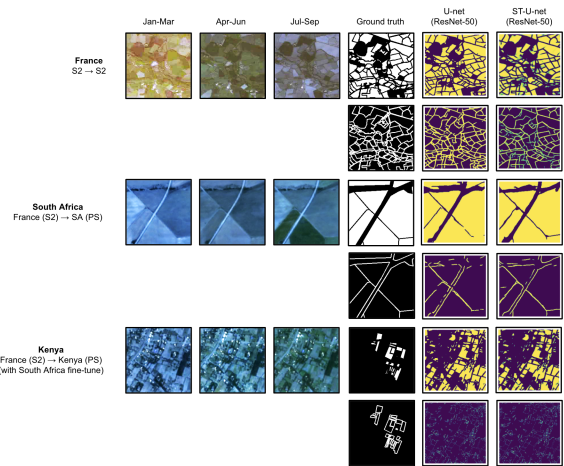 Jan-Mar Apr-Jun Jul-Sep Ground truth U-net (ResNet-50) ST-U-net (ResNet-50)
France
S2 → S2
South Africa
France (S2) → SA (PS)
Kenya
France (S2) → Kenya (PS)
(with South Africa fine-tune)